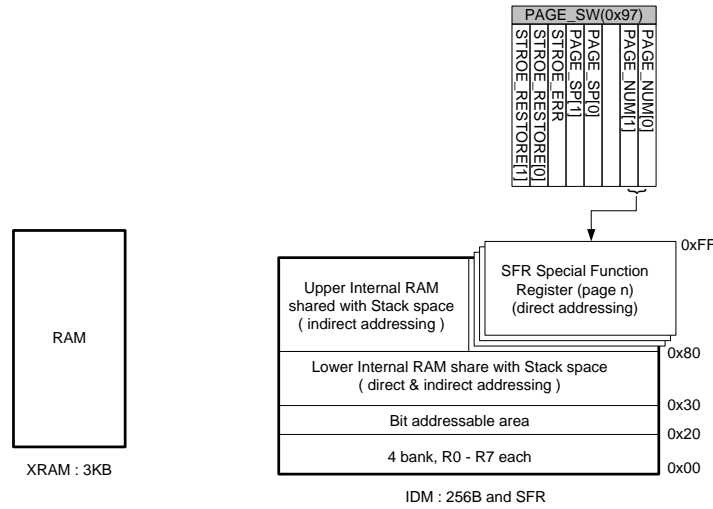 PAGE_SW(0x97)
STROE_RESTORE[1]
STROE_RESTORE[0]
STROE_ERR
PAGE_SP[1]
PAGE_SP[0]
PAGE_NUM[1]
PAGE_NUM[0]
0xFF
SFR Special Function
Register (page n)
(direct addressing)
Upper Internal RAM
shared with Stack space
( indirect addressing )
RAM
0x80
Lower Internal RAM share with Stack space
( direct & indirect addressing )
0x30
Bit addressable area
0x20
4 bank, R0 - R7 each
0x00
XRAM : 3KB
IDM : 256B and SFR